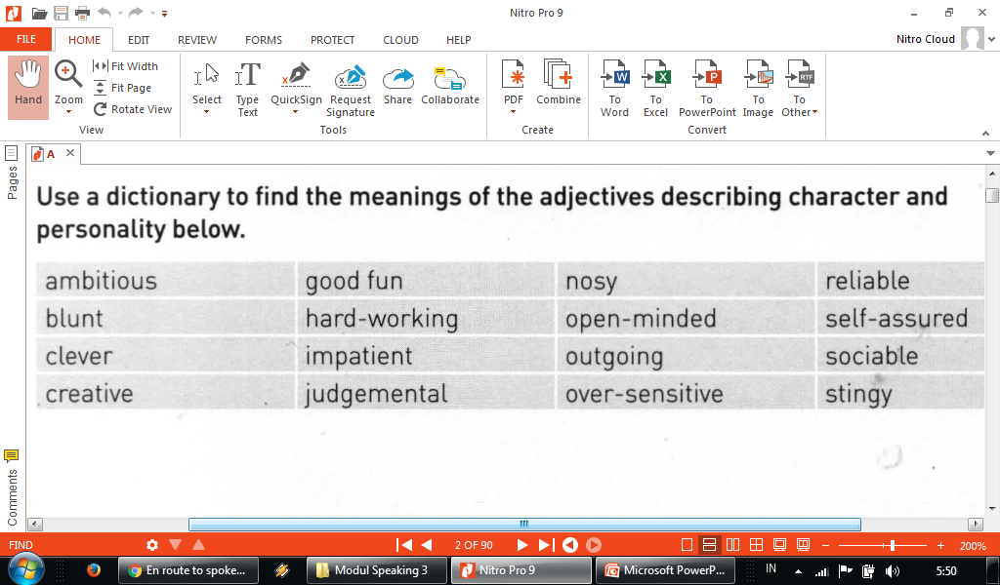 Nitro Pro 9
FILE HOME EDIT REVIEW FORMS PROTECT CLOUD HELP Nitro Cloud
Hand
Zoom
Fit Width
Fit Page
Rotate View
View
Select
Type Text
QuickSign
Request Signature
Share
Collaborate
Tools
PDF
Combine
Create
To Word
To Excel
To PowerPoint
To Image
To Other
Convert
A
Pages
Use a dictionary to find the meanings of the adjectives describing character and
personality below.
ambitious good fun nosy reliable
blunt hard-working open-minded self-assured
clever impatient outgoing sociable
creative judgemental over-sensitive stingy
Comments
FIND 2 OF 90 200%
En route to spoke... Modul Speaking 3 Nitro Pro 9 Microsoft PowerP... IN 5:50